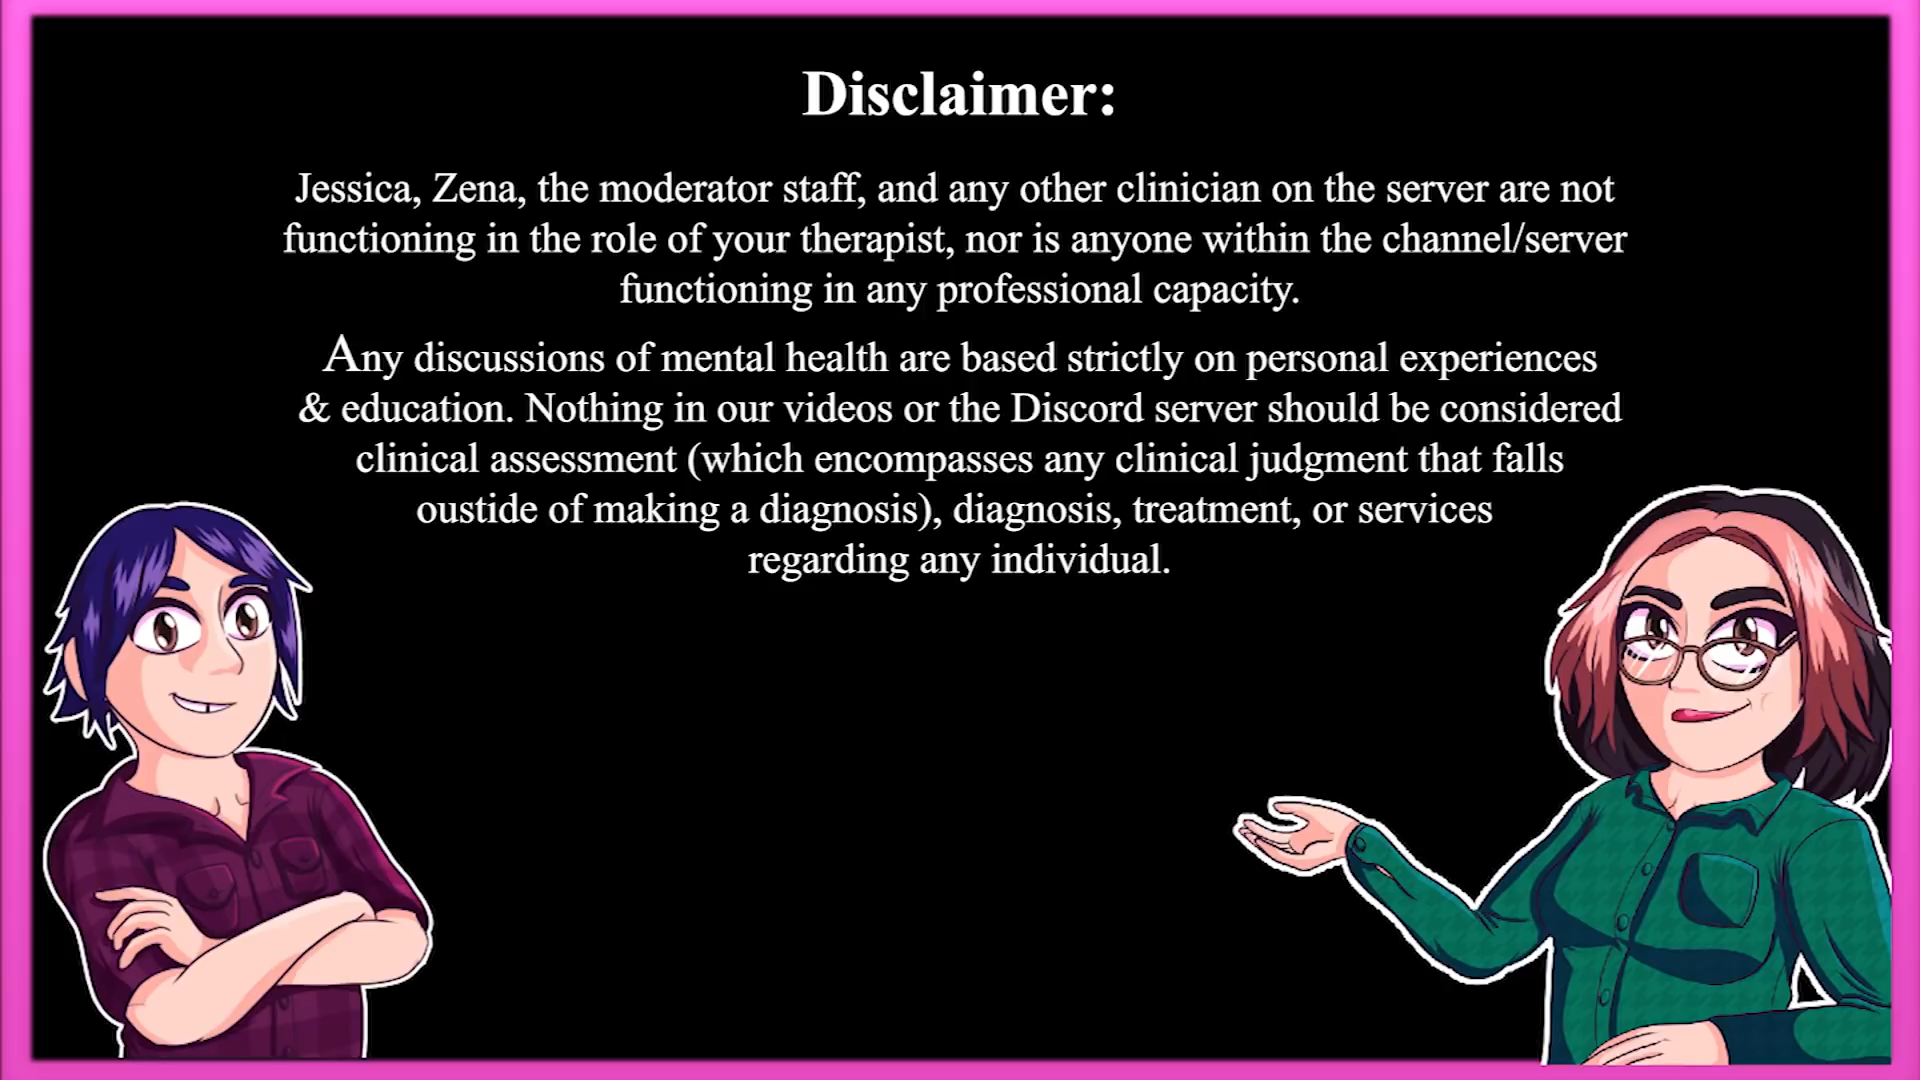 Disclaimer:
Jessica, Zena, the moderator staff, and any other clinician on the server are not
functioning in the role of your therapist, nor is anyone within the channel/server
functioning in any professional capacity.
Any discussions of mental health are based strictly on personal experiences
& education. Nothing in our videos or the Discord server should be considered
clinical assessment (which encompasses any clinical judgment that falls
oustide of making a diagnosis), diagnosis, treatment, or services
regarding any individual.